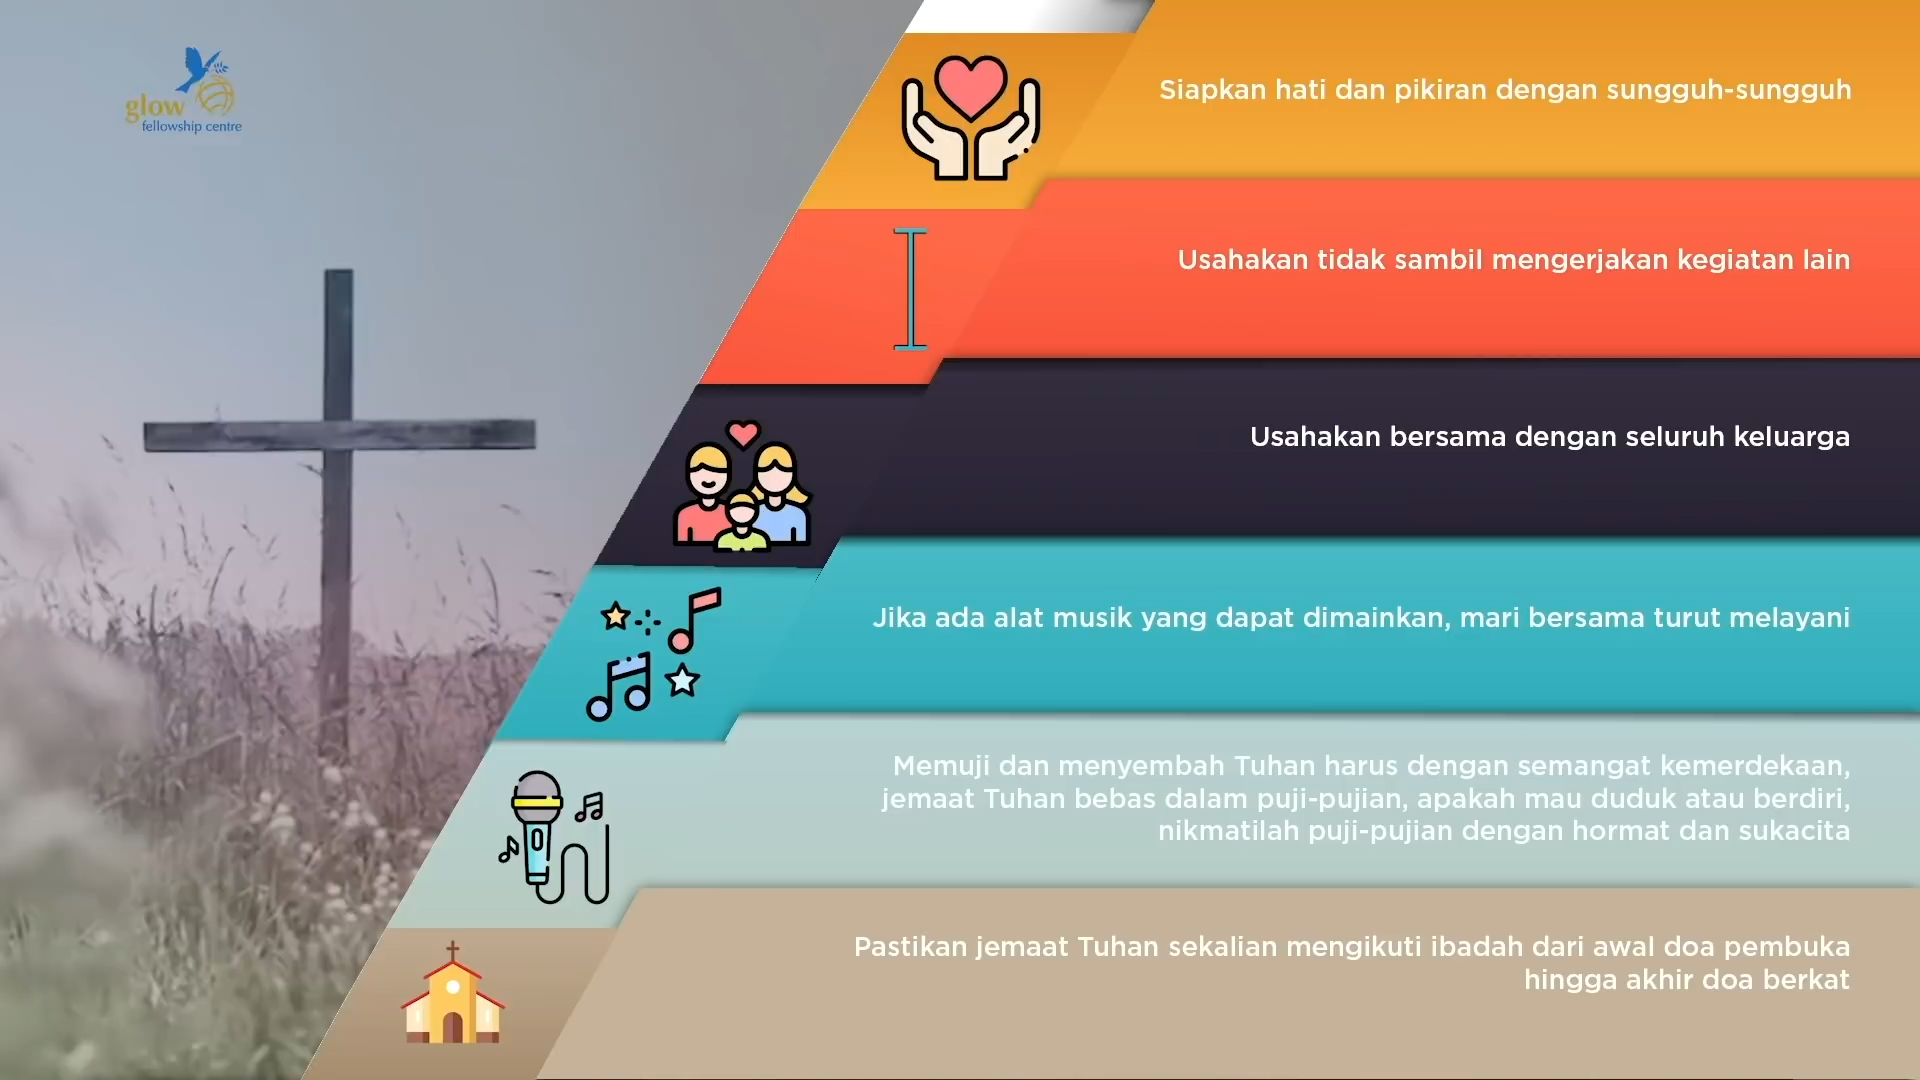 glow
fellowship centre
Siapkan hati dan pikiran dengan sungguh-sungguh
Usahakan tidak sambil mengerjakan kegiatan lain
Usahakan bersama dengan seluruh keluarga
Jika ada alat musik yang dapat dimainkan, mari bersama turut melayani
Memuji dan menyembah Tuhan harus dengan semangat kemerdekaan,
jemaat Tuhan bebas dalam puji-pujian, apakah mau duduk atau berdiri,
nikmatilah puji-pujian dengan hormat dan sukacita
Pastikan jemaat Tuhan sekalian mengikuti ibadah dari awal doa pembuka
hingga akhir doa berkat